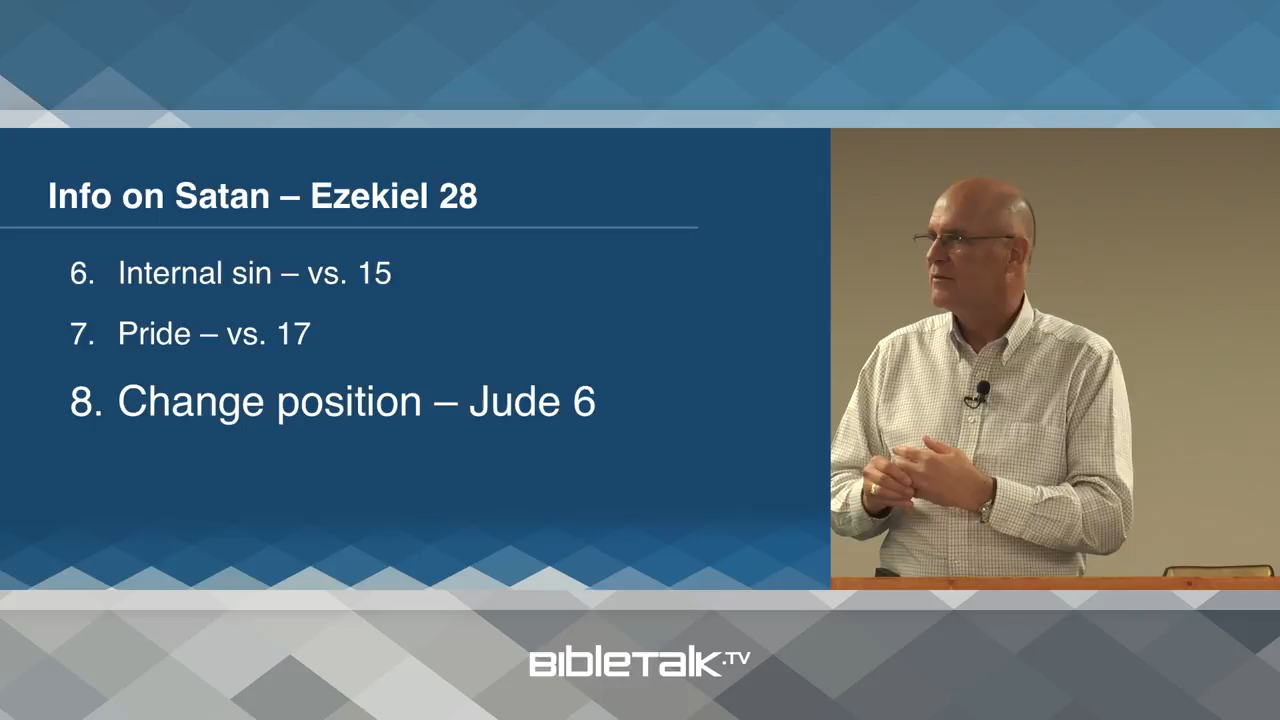 Info on Satan – Ezekiel 28
6. Internal sin – vs. 15
7. Pride – vs. 17
8. Change position – Jude 6
BibleTalk.TV